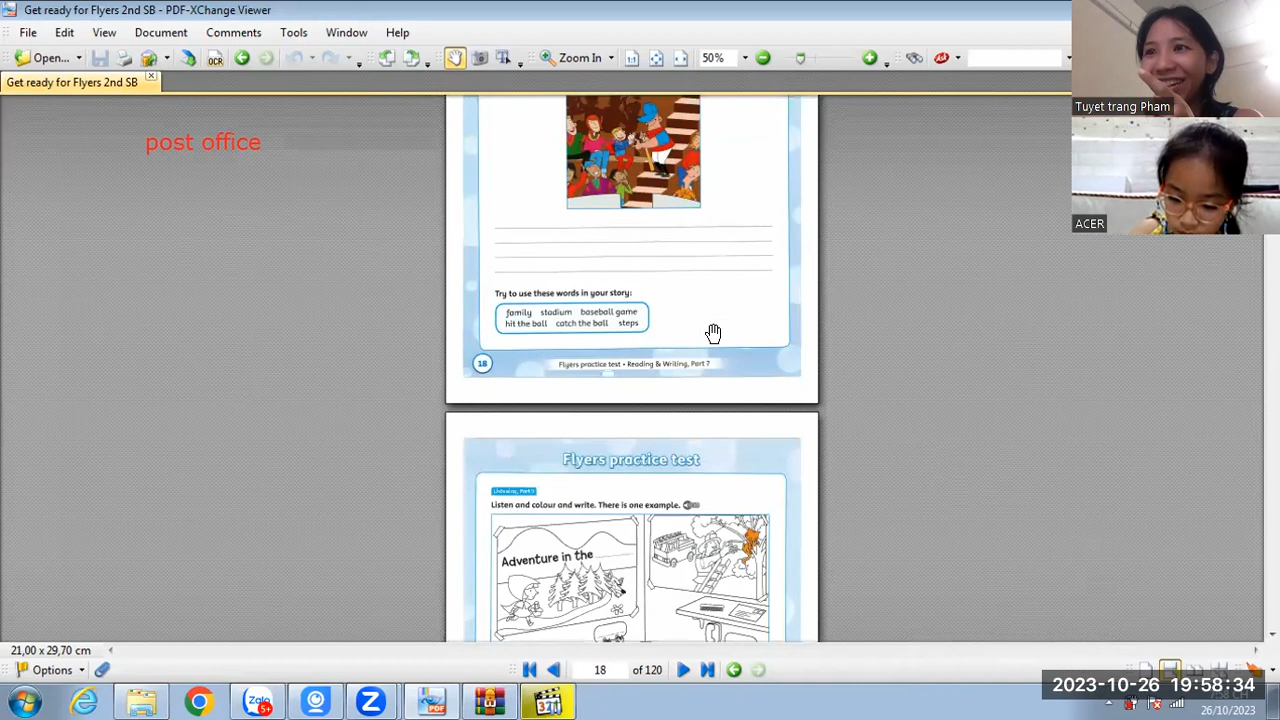 Get ready for Flyers 2nd SB - PDF-XChange Viewer
File Edit View Document Comments Tools Window Help
Open... OCR Zoom In 50%
Get ready for Flyers 2nd SB
post office
Tuyet trang Pham
ACER
Try to use these words in your story:
family stadium baseball game
hit the ball catch the ball steps
18
Flyers practice test • Reading & Writing, Part 7
Flyers practice test
Listening, Part 5
Listen and colour and write. There is one example.
Adventure in the
21,00 x 29,70 cm
Options 18 of 120
2023-10-26 19:58:34
26/10/2023